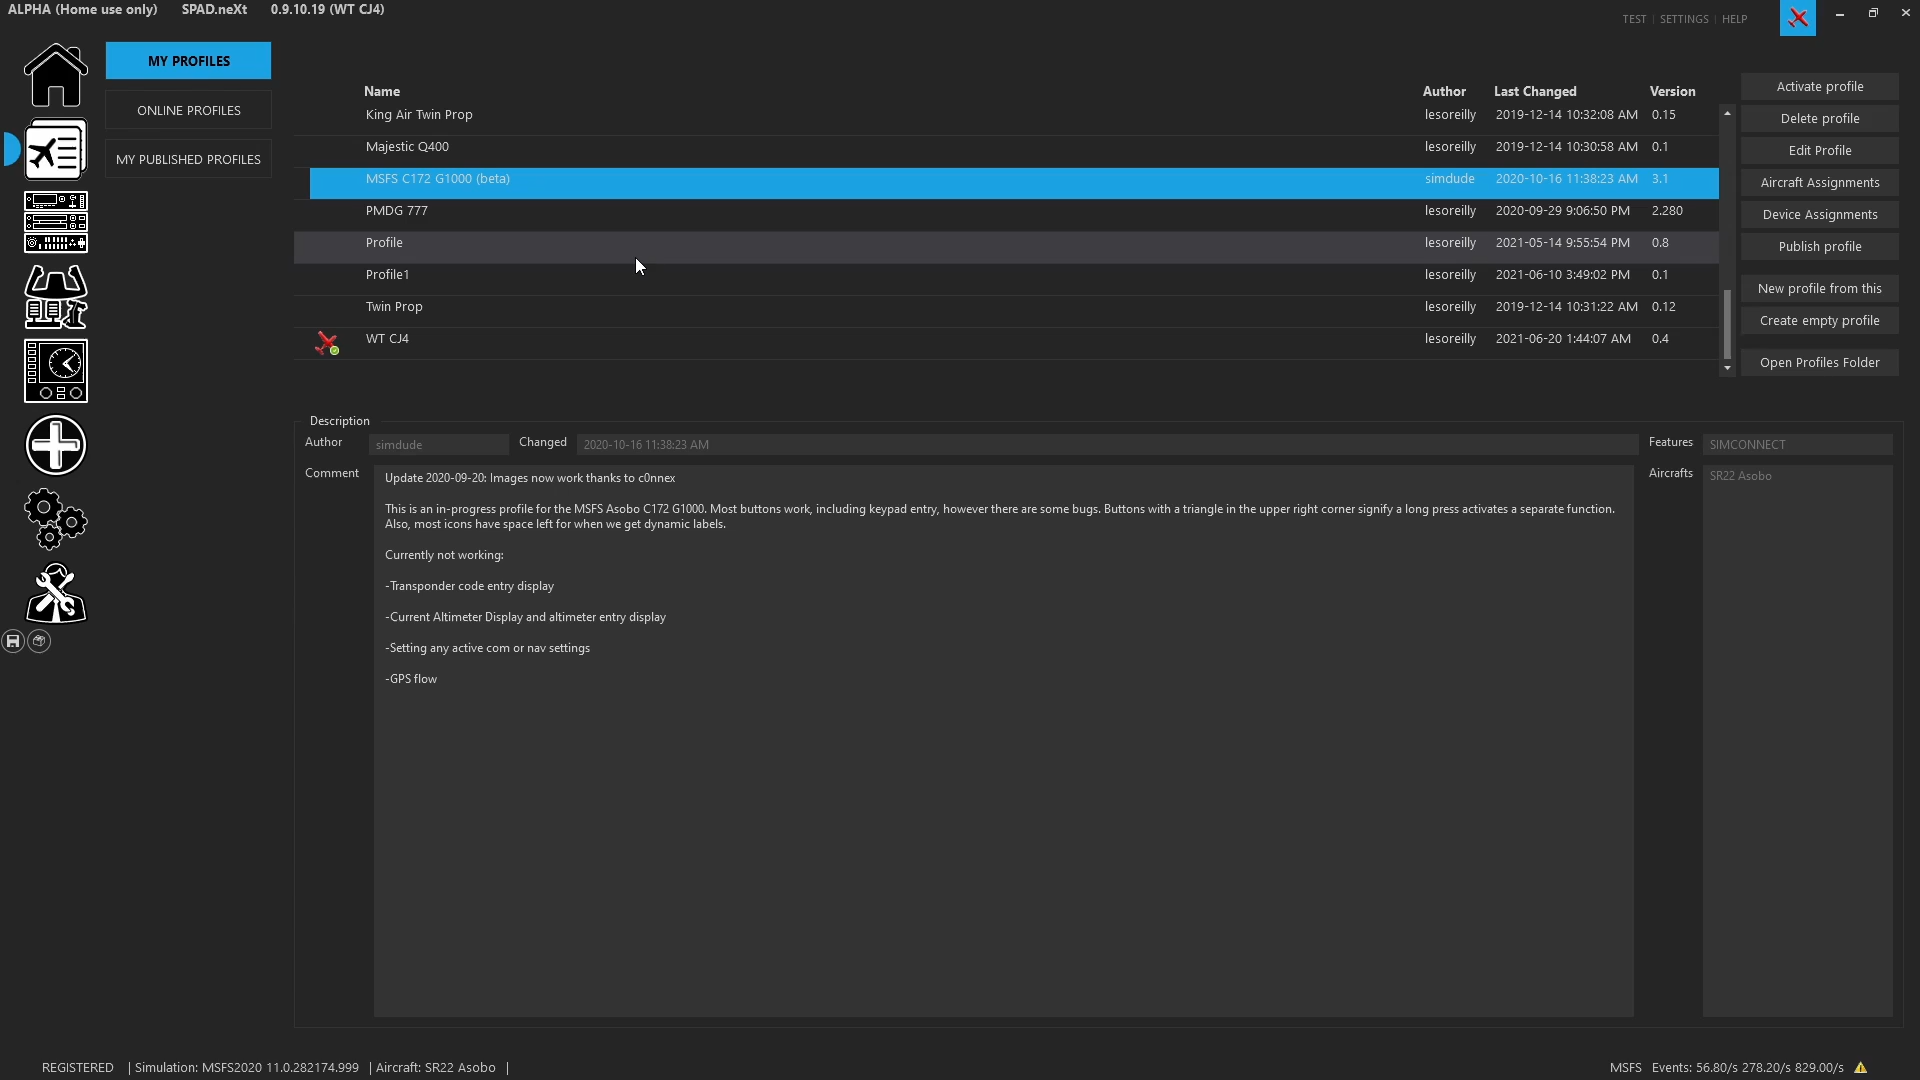 ALPHA (Home use only) SPAD.neXt 0.9.10.19 (WT CJ4)
TEST | SETTINGS | HELP
MY PROFILES
ONLINE PROFILES
MY PUBLISHED PROFILES
Name Author Last Changed Version
King Air Twin Prop lesoreilly 2019-12-14 10:32:08 AM 0.15
Majestic Q400 lesoreilly 2019-12-14 10:30:58 AM 0.1
MSFS C172 G1000 (beta) simdude 2020-10-16 11:38:23 AM 3.1
PMDG 777 lesoreilly 2020-09-29 9:06:50 PM 2.280
Profile lesoreilly 2021-05-14 9:55:54 PM 0.8
Profile1 lesoreilly 2021-06-10 3:49:02 PM 0.1
Twin Prop lesoreilly 2019-12-14 10:31:22 AM 0.12
WT CJ4 lesoreilly 2021-06-20 1:44:07 AM 0.4
Activate profile
Delete profile
Edit Profile
Aircraft Assignments
Device Assignments
Publish profile
New profile from this
Create empty profile
Open Profiles Folder
Description
Author simdude Changed 2020-10-16 11:38:23 AM Features SIMCONNECT
Comment
Update 2020-09-20: Images now work thanks to c0nnex
This is an in-progress profile for the MSFS Asobo C172 G1000. Most buttons work, including keypad entry, however there are some bugs. Buttons with a triangle in the upper right corner signify a long press activates a separate function.
Also, most icons have space left for when we get dynamic labels.
Currently not working:
-Transponder code entry display
-Current Altimeter Display and altimeter entry display
-Setting any active com or nav settings
-GPS flow
Aircrafts SR22 Asobo
REGISTERED | Simulation: MSFS2020 11.0.282174.999 | Aircraft: SR22 Asobo |
MSFS Events: 56.80/s 278.20/s 829.00/s